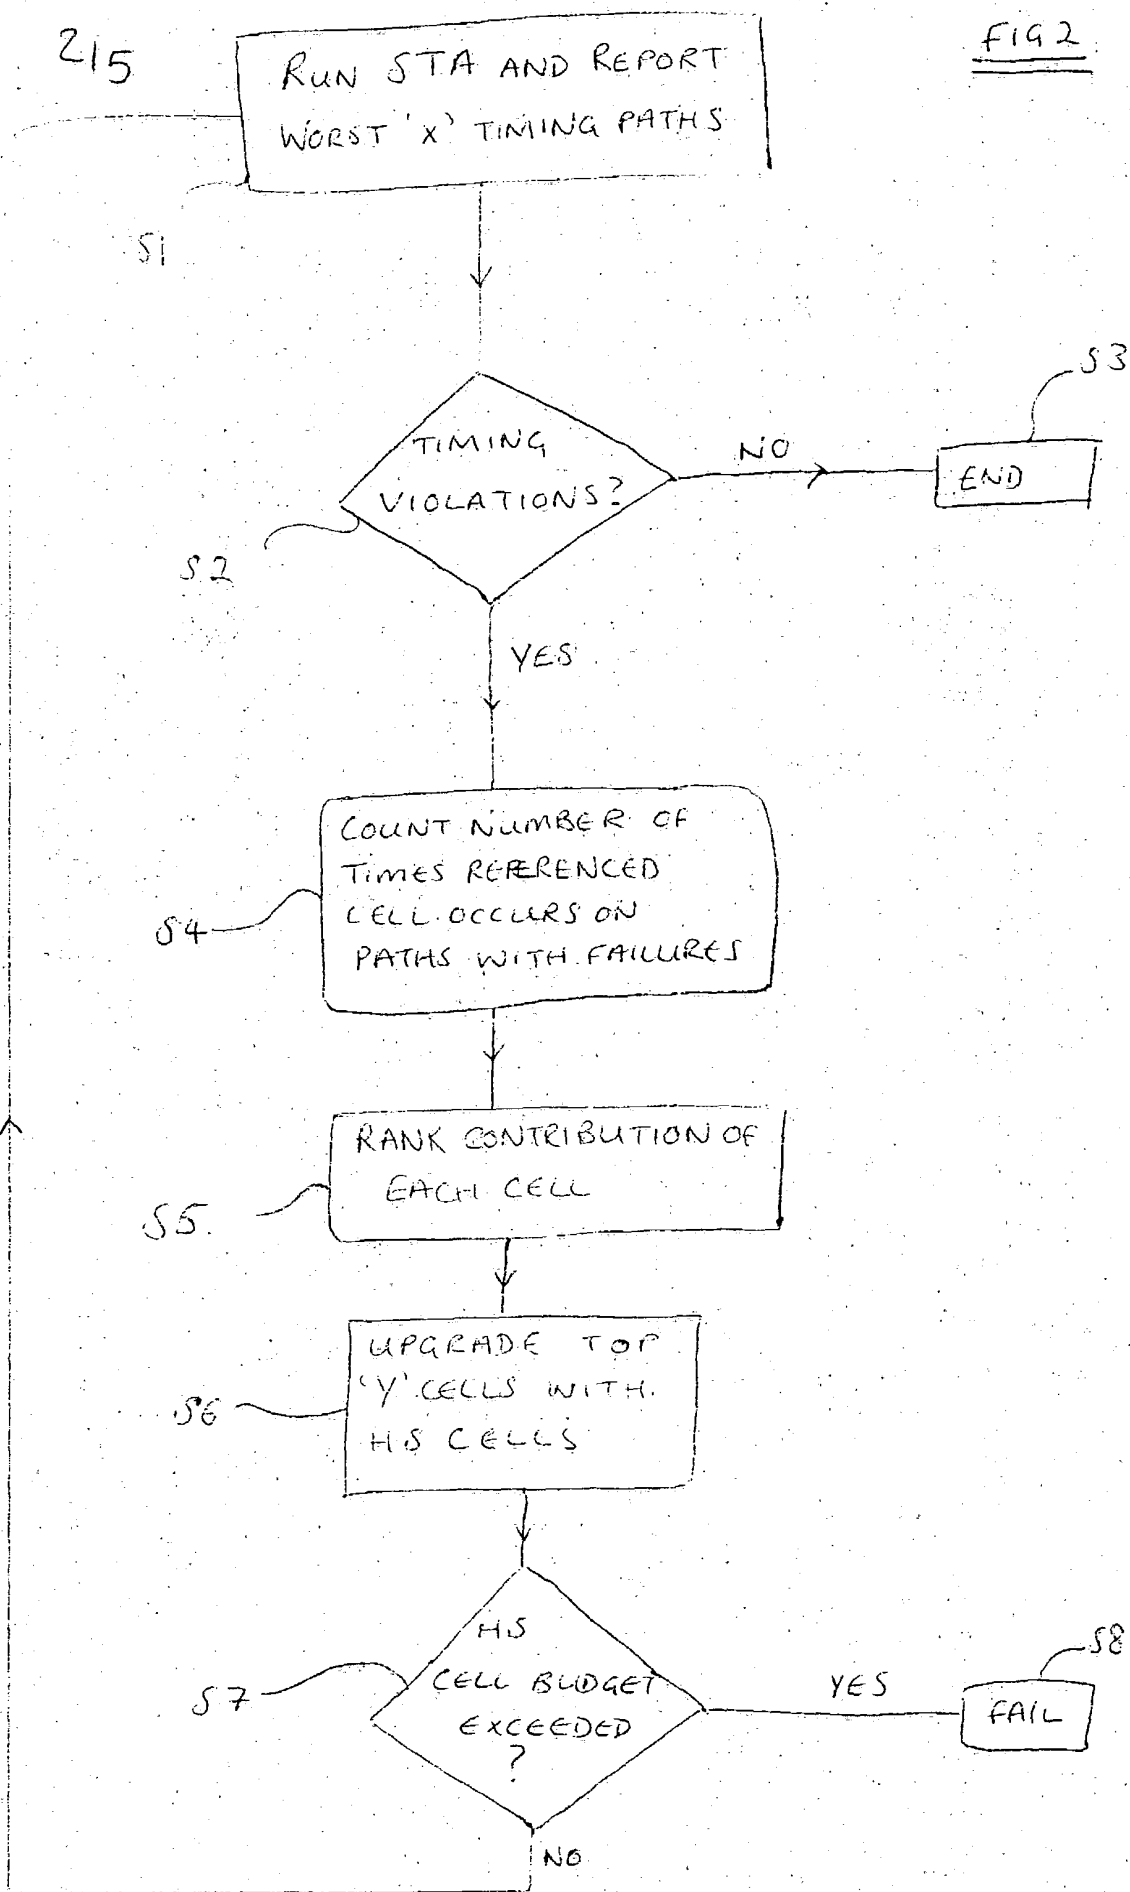 2/5
FIG 2
RUN STA AND REPORT
WORST 'X' TIMING PATHS
S1
TIMING
VIOLATIONS?
S2
NO
S3
END
YES
COUNT NUMBER OF
TIMES REFERENCED
CELL OCCURS ON
PATHS WITH FAILURES
S4
RANK CONTRIBUTION OF
EACH CELL
S5
UPGRADE TOP
'Y' CELLS WITH
HS CELLS
S6
HS
CELL BUDGET
EXCEEDED
?
S7
YES
S8
FAIL
NO